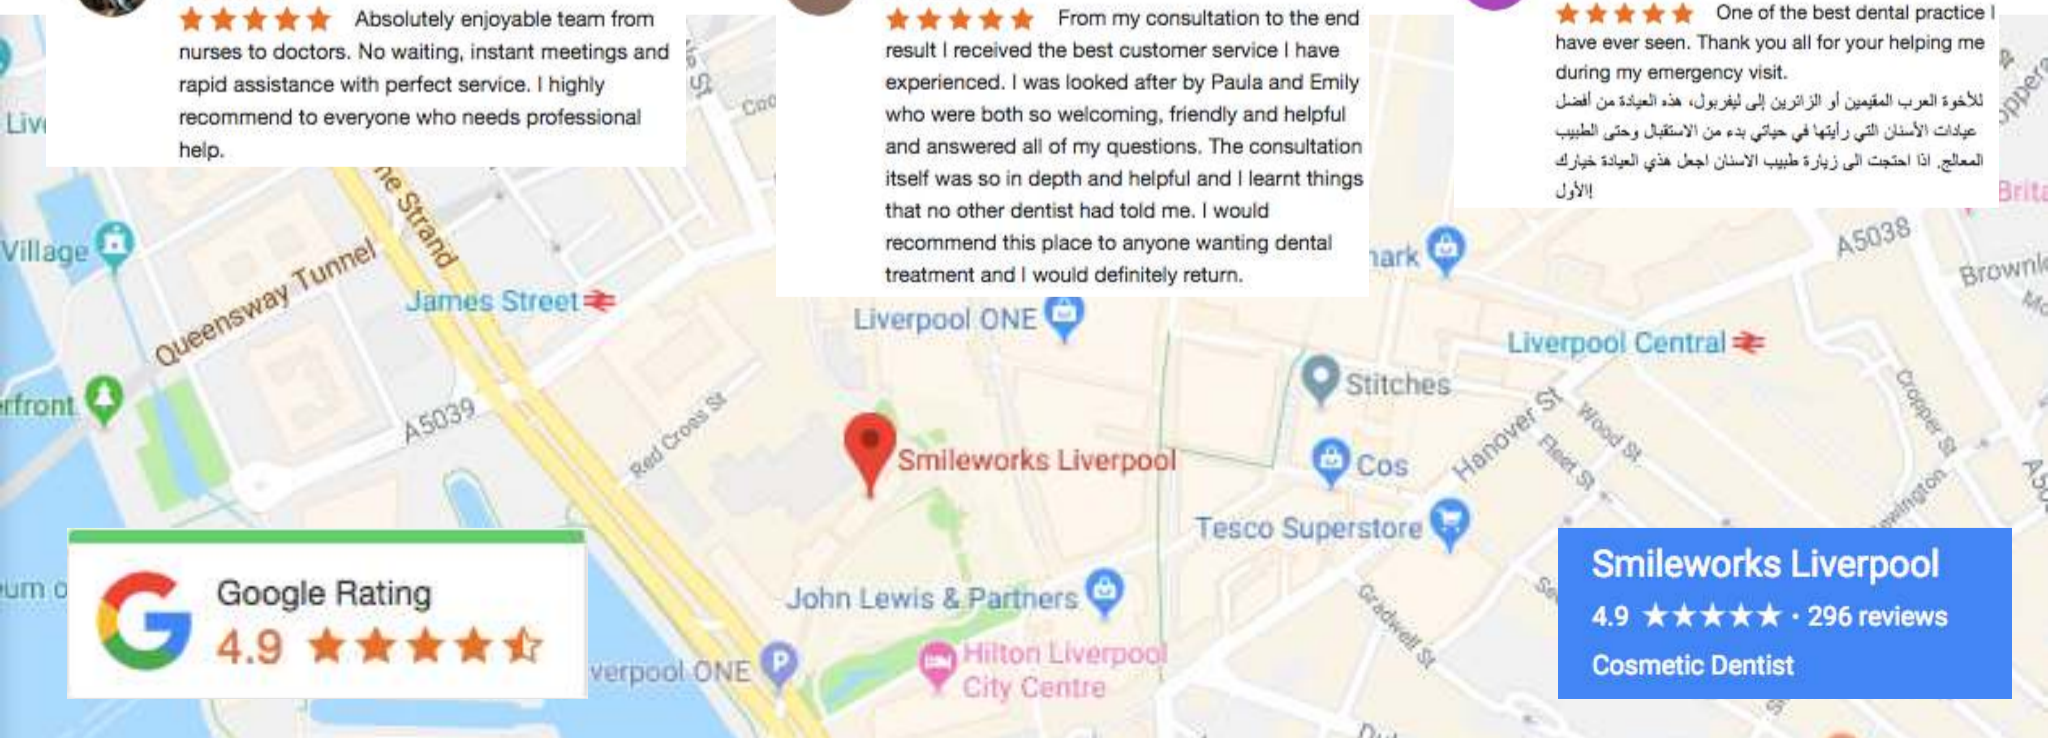 Absolutely enjoyable team from
nurses to doctors. No waiting, instant meetings and
rapid assistance with perfect service. I highly
recommend to everyone who needs professional
help.
From my consultation to the end
result I received the best customer service I have
experienced. I was looked after by Paula and Emily
who were both so welcoming, friendly and helpful
and answered all of my questions. The consultation
itself was so in depth and helpful and I learnt things
that no other dentist had told me. I would
recommend this place to anyone wanting dental
treatment and I would definitely return.
One of the best dental practice I
have ever seen. Thank you all for your helping me
during my emergency visit.
للأخوة العرب المقيمين أو الزائرين إلى ليفربول، هذه العيادة من أفضل
عيادات الأسنان التي رأيتها في حياتي بدء من الاستقبال وحتى الطبيب
المعالج. اذا احتجت الى زيارة طبيب الاسنان اجعل هذي العيادة خيارك
الأول!
Village
Queensway Tunnel
Strand
James Street
Liverpool ONE
A5038
Liverpool Central
Stitches
A5039
Red Cross St
Smileworks Liverpool
Cos
Hanover St
Wood St
Fleet St
Cropper St
Tesco Superstore
John Lewis & Partners
Gradwell St
ONE
Hilton Liverpool
City Centre
Google Rating
4.9
Smileworks Liverpool
4.9 ★★★★★ · 296 reviews
Cosmetic Dentist